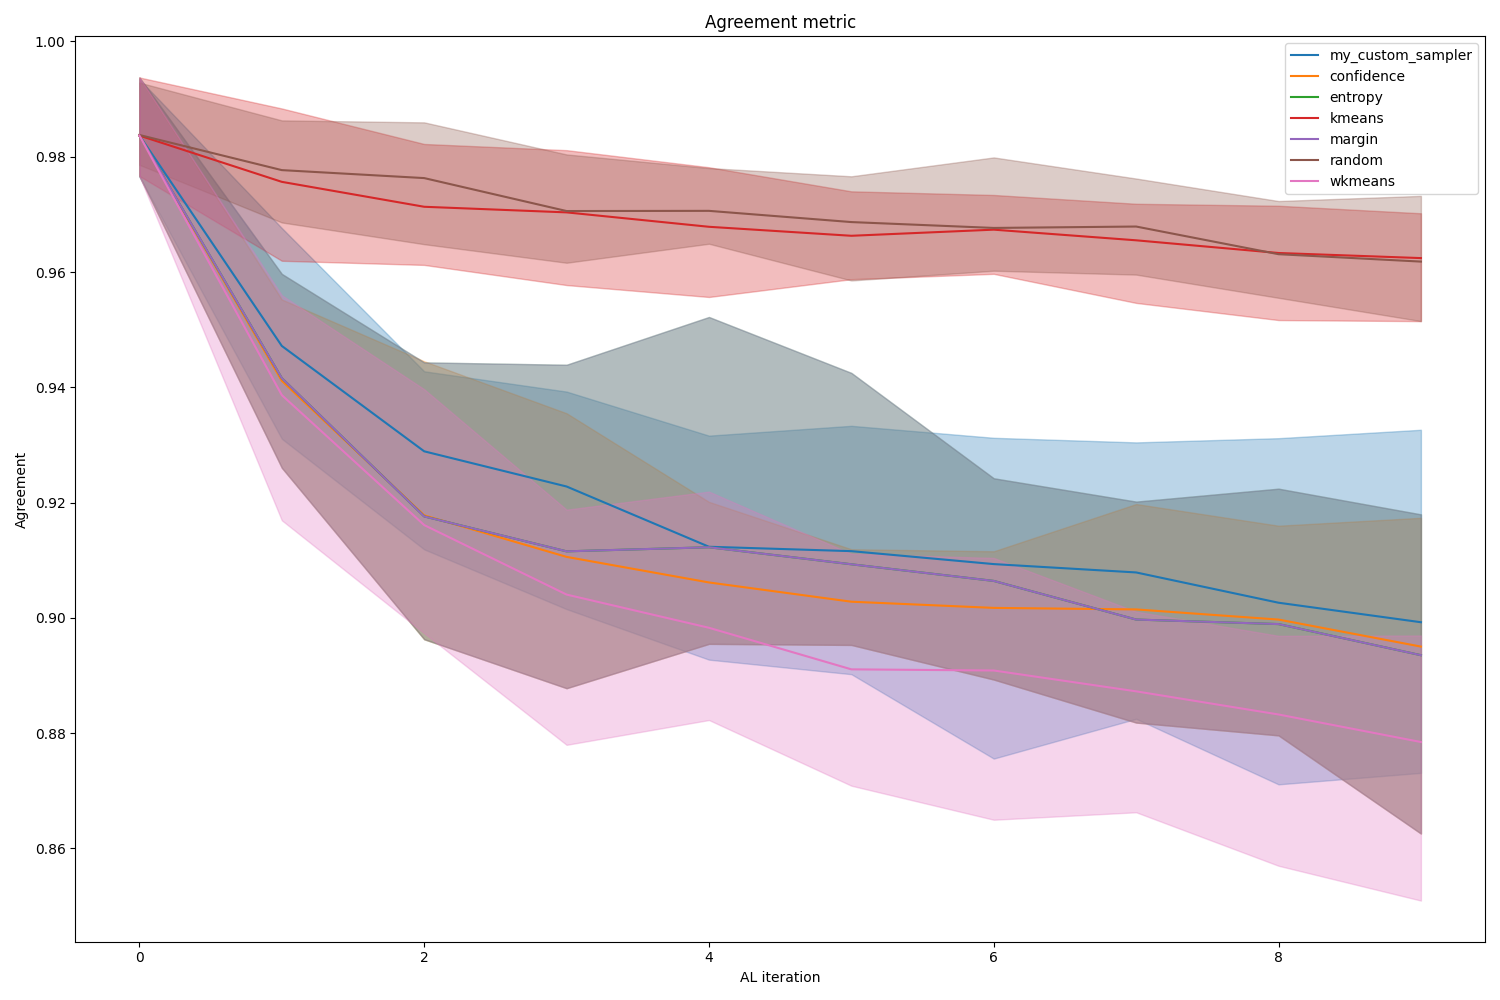 Agreement metric
my_custom_sampler
confidence
entropy
kmeans
margin
random
wkmeans
1.00
0.98
0.96
0.94
0.92
0.90
0.88
0.86
Agreement
0
2
4
6
8
AL iteration